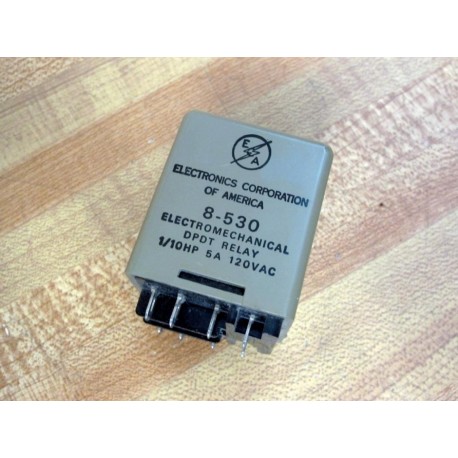 E
A
ELECTRONICS CORPORATION
OF AMERICA
8-530
ELECTROMECHANICAL
DPDT RELAY
1/10HP 5A 120VAC